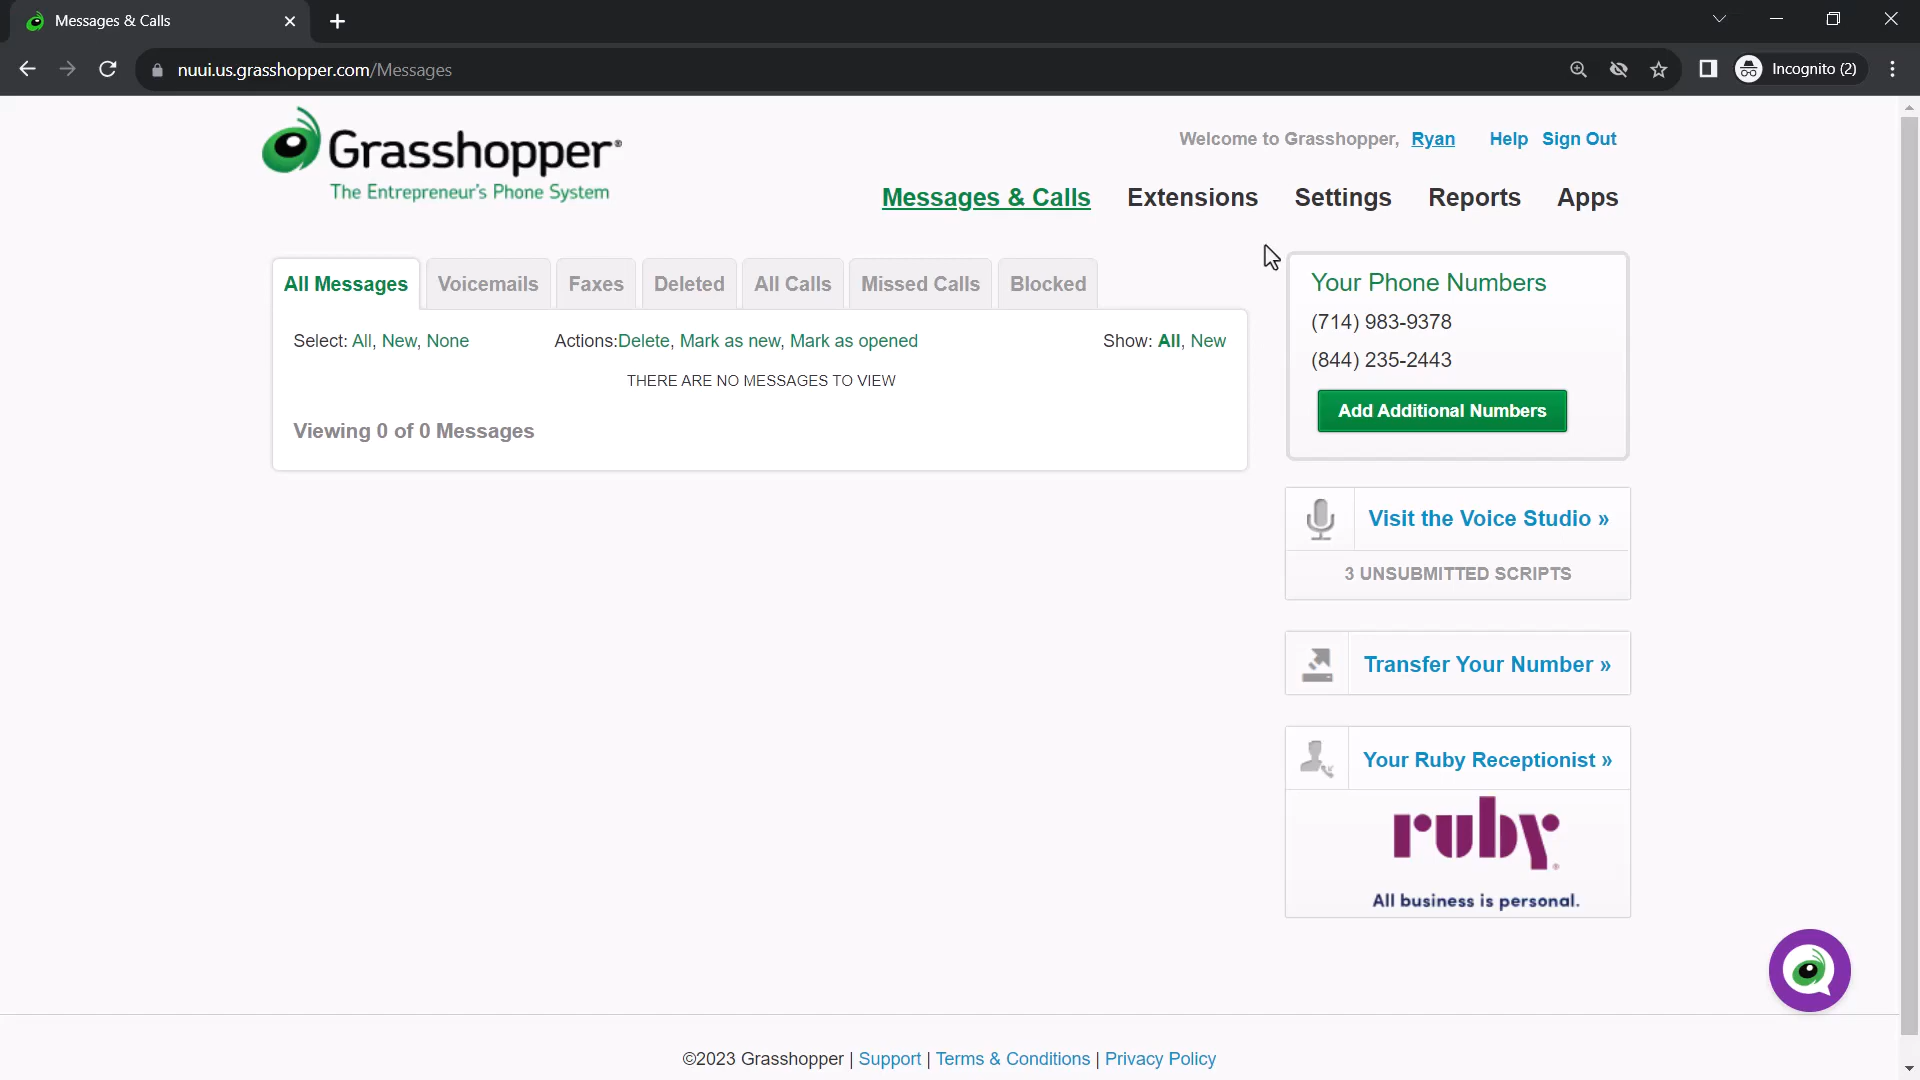 Messages & Calls
nuui.us.grasshopper.com/Messages
Incognito (2)
Grasshopper®
The Entrepreneur's Phone System
Welcome to Grasshopper, Ryan Help Sign Out
Messages & Calls Extensions Settings Reports Apps
All Messages Voicemails Faxes Deleted All Calls Missed Calls Blocked
Select: All, New, None Actions:Delete, Mark as new, Mark as opened Show: All, New
THERE ARE NO MESSAGES TO VIEW
Viewing 0 of 0 Messages
Your Phone Numbers
(714) 983-9378
(844) 235-2443
Add Additional Numbers
Visit the Voice Studio »
3 UNSUBMITTED SCRIPTS
Transfer Your Number »
Your Ruby Receptionist »
ruby®
All business is personal.
©2023 Grasshopper | Support | Terms & Conditions | Privacy Policy